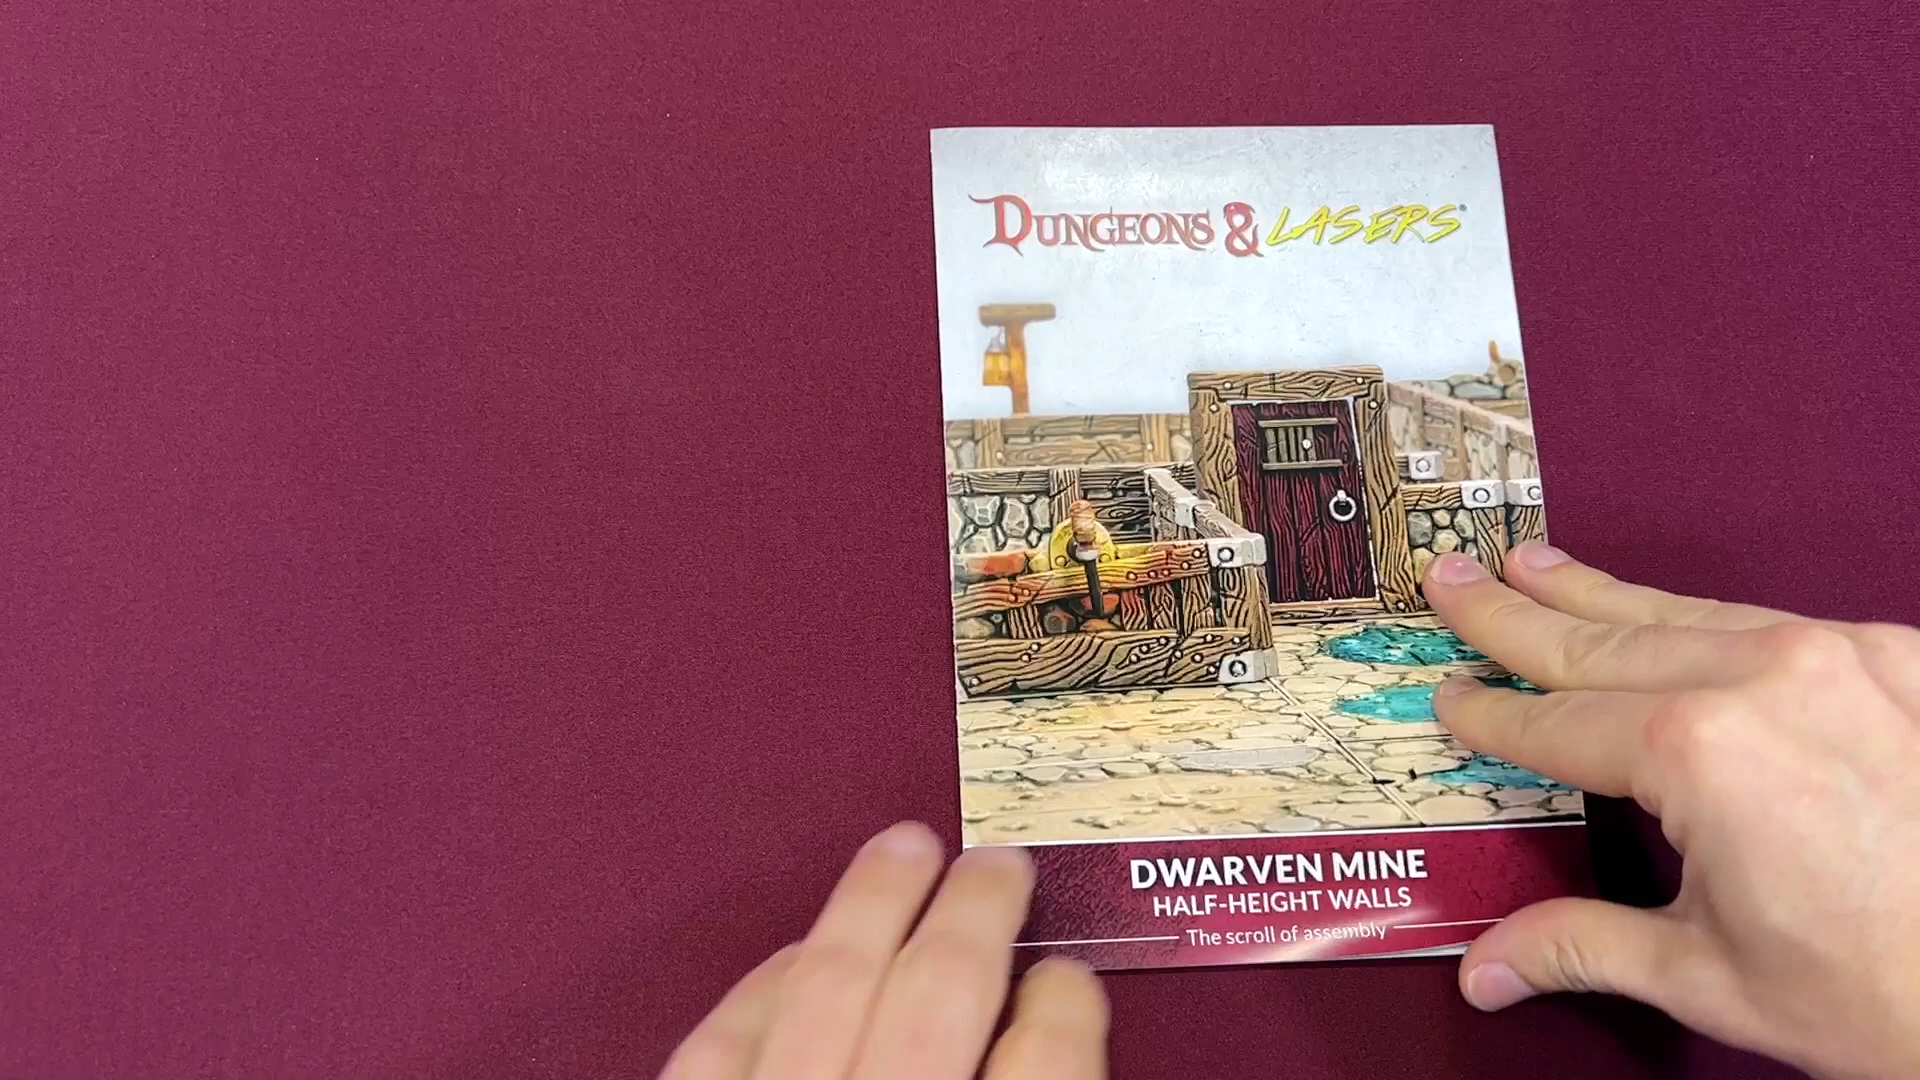 DUNGEONS & LASERS®
DWARVEN MINE
HALF-HEIGHT WALLS
The scroll of assembly